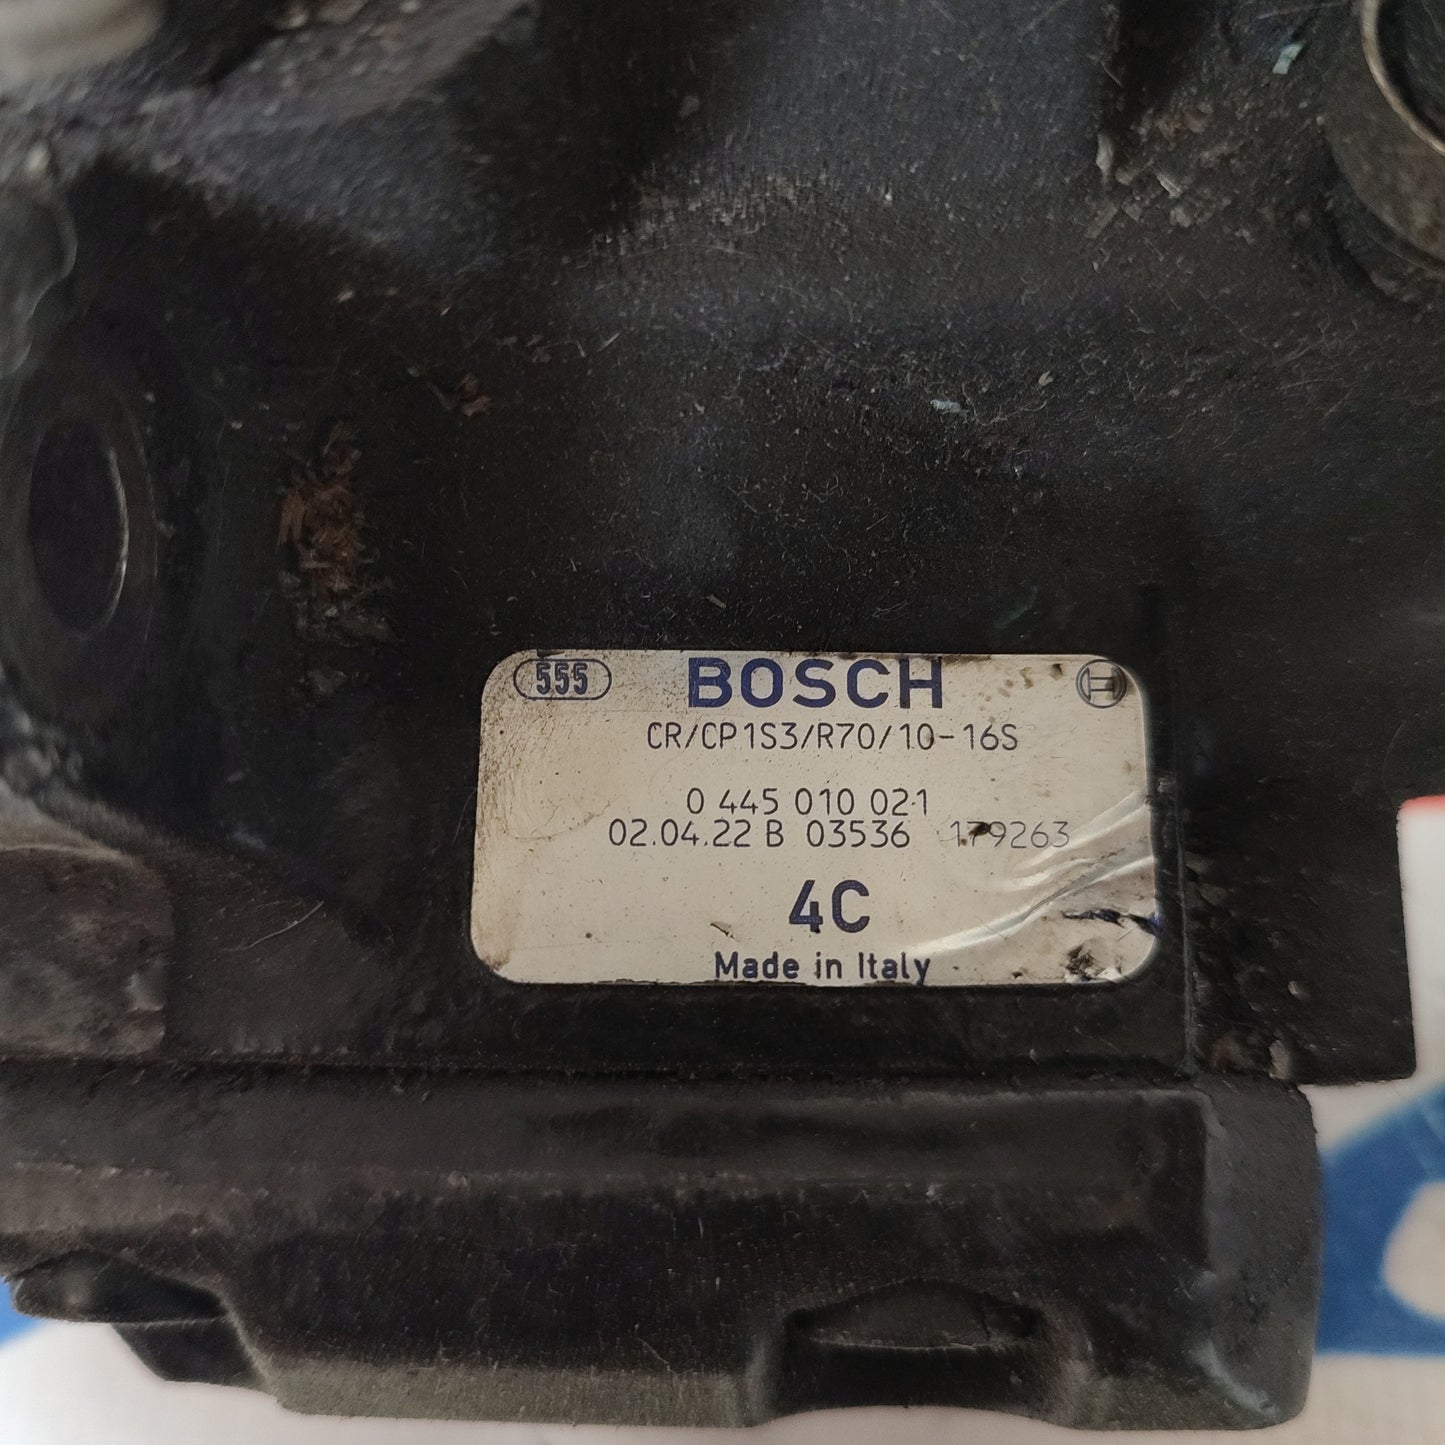 555 BOSCH
CR/CP1S3/R70/10-16S
0 445 010 021
02.04.22 B 03536 179263
4C
Made in Italy